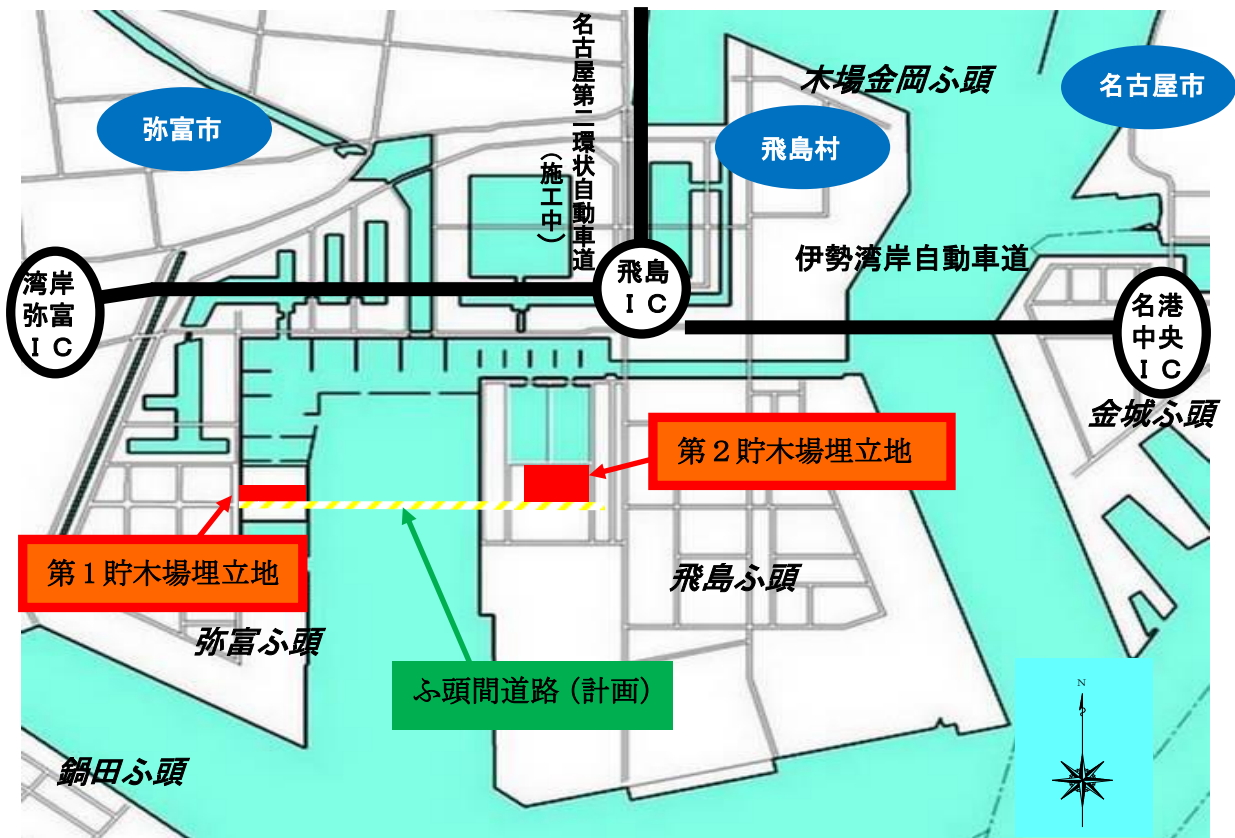 名古屋第二環状自動車道
（施工中）
木場金岡ふ頭
名古屋市
弥富市
飛島村
伊勢湾岸自動車道
湾岸
弥富
ＩＣ
飛島
ＩＣ
名港
中央
ＩＣ
金城ふ頭
第２貯木場埋立地
第１貯木場埋立地
飛島ふ頭
弥富ふ頭
ふ頭間道路（計画）
鍋田ふ頭
N